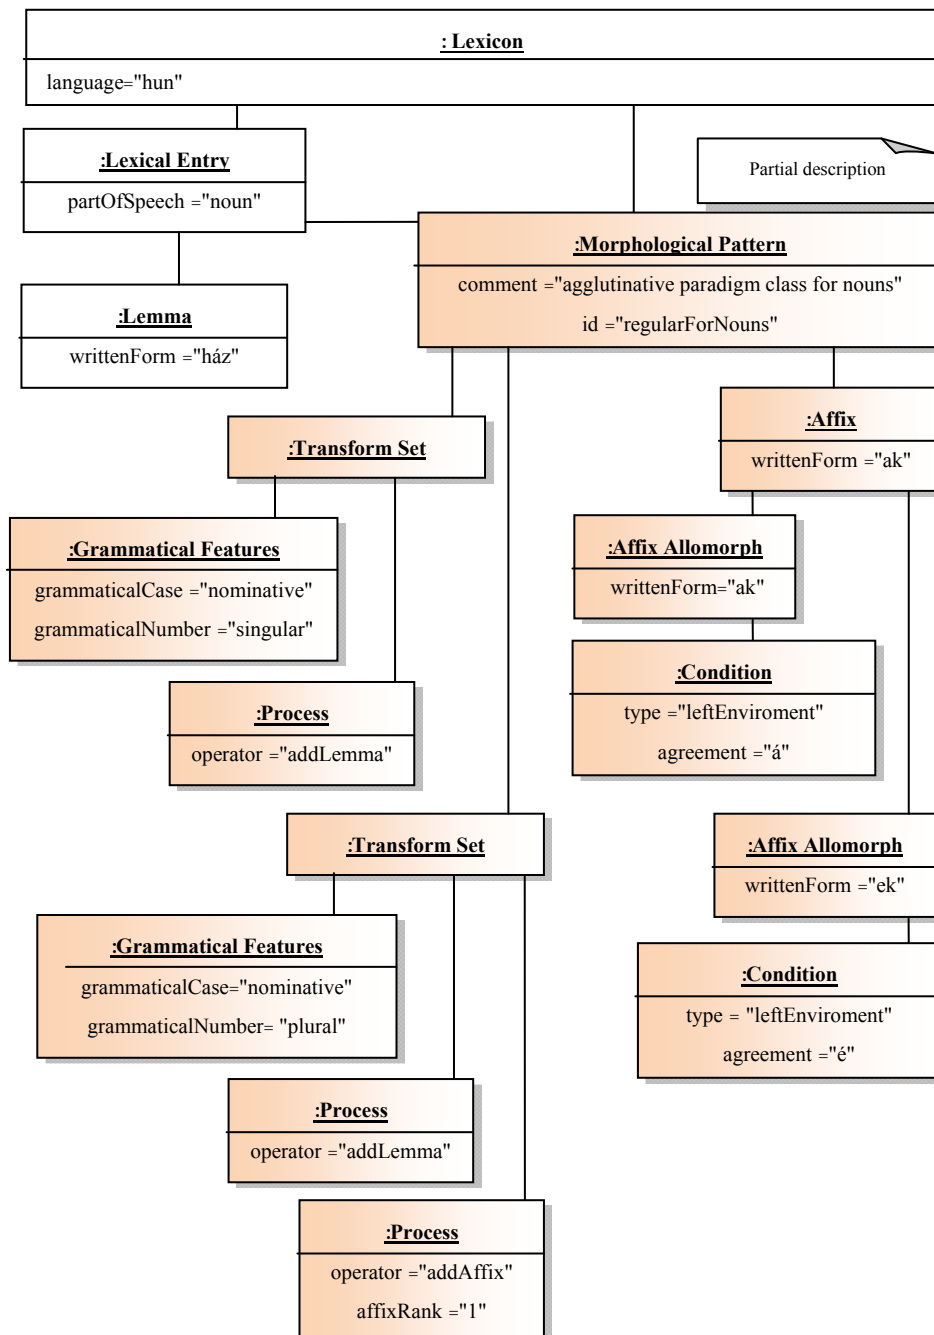 : Lexicon
language="hun"
:Lexical Entry
partOfSpeech ="noun"
Partial description
:Morphological Pattern
comment ="agglutinative paradigm class for nouns"
id ="regularForNouns"
:Lemma
writtenForm ="ház"
:Affix
writtenForm ="ak"
:Transform Set
:Grammatical Features
grammaticalCase ="nominative"
grammaticalNumber ="singular"
:Affix Allomorph
writtenForm="ak"
:Condition
type ="leftEnviroment"
agreement ="á"
:Process
operator ="addLemma"
:Transform Set
:Affix Allomorph
writtenForm ="ek"
:Grammatical Features
grammaticalCase="nominative"
grammaticalNumber= "plural"
:Condition
type = "leftEnviroment"
agreement ="é"
:Process
operator ="addLemma"
:Process
operator ="addAffix"
affixRank ="1"